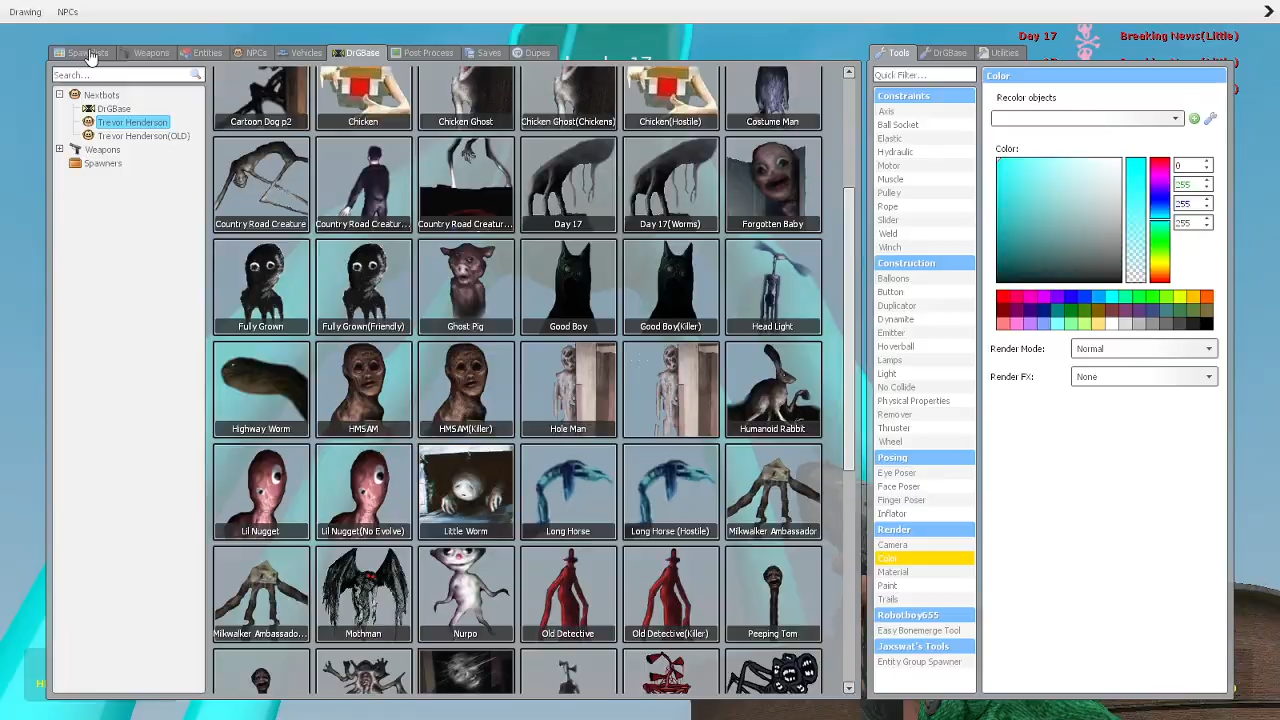 Drawing NPCs
Day 17 Breaking News(Little)
Spawnlists Weapons Entities NPCs Vehicles DrGBase Post Process Saves Dupes
Tools DrGBase Utilities
Search...
Nextbots
DrGBase
Trevor Henderson
Trevor Henderson(OLD)
Weapons
Spawners
Cartoon Dog p2 Chicken Chicken Ghost Chicken Ghost(Chickens) Chicken(Hostile) Costume Man
Country Road Creature Country Road Creatur... Country Road Creatur... Day 17 Day 17(Worms) Forgotten Baby
Fully Grown Fully Grown(Friendly) Ghost Pig Good Boy Good Boy(Killer) Head Light
Highway Worm HMSAM HMSAM(Killer) Hole Man Humanoid Rabbit
Lil Nugget Lil Nugget(No Evolve) Little Worm Long Horse Long Horse (Hostile) Milkwalker Ambassador
Milkwalker Ambassado... Mothman Nurpo Old Detective Old Detective(Killer) Peeping Tom
Quick Filter...
Constraints
Axis
Ball Socket
Elastic
Hydraulic
Motor
Muscle
Pulley
Rope
Slider
Weld
Winch
Construction
Balloons
Button
Duplicator
Dynamite
Emitter
Hoverball
Lamps
Light
No Collide
Physical Properties
Remover
Thruster
Wheel
Posing
Eye Poser
Face Poser
Finger Poser
Inflator
Render
Camera
Color
Material
Paint
Trails
Robotboy655
Easy Bonemerge Tool
Jaxswat's Tools
Entity Group Spawner
Color
Recolor objects
Color:
0
255
255
255
Render Mode: Normal
Render FX: None